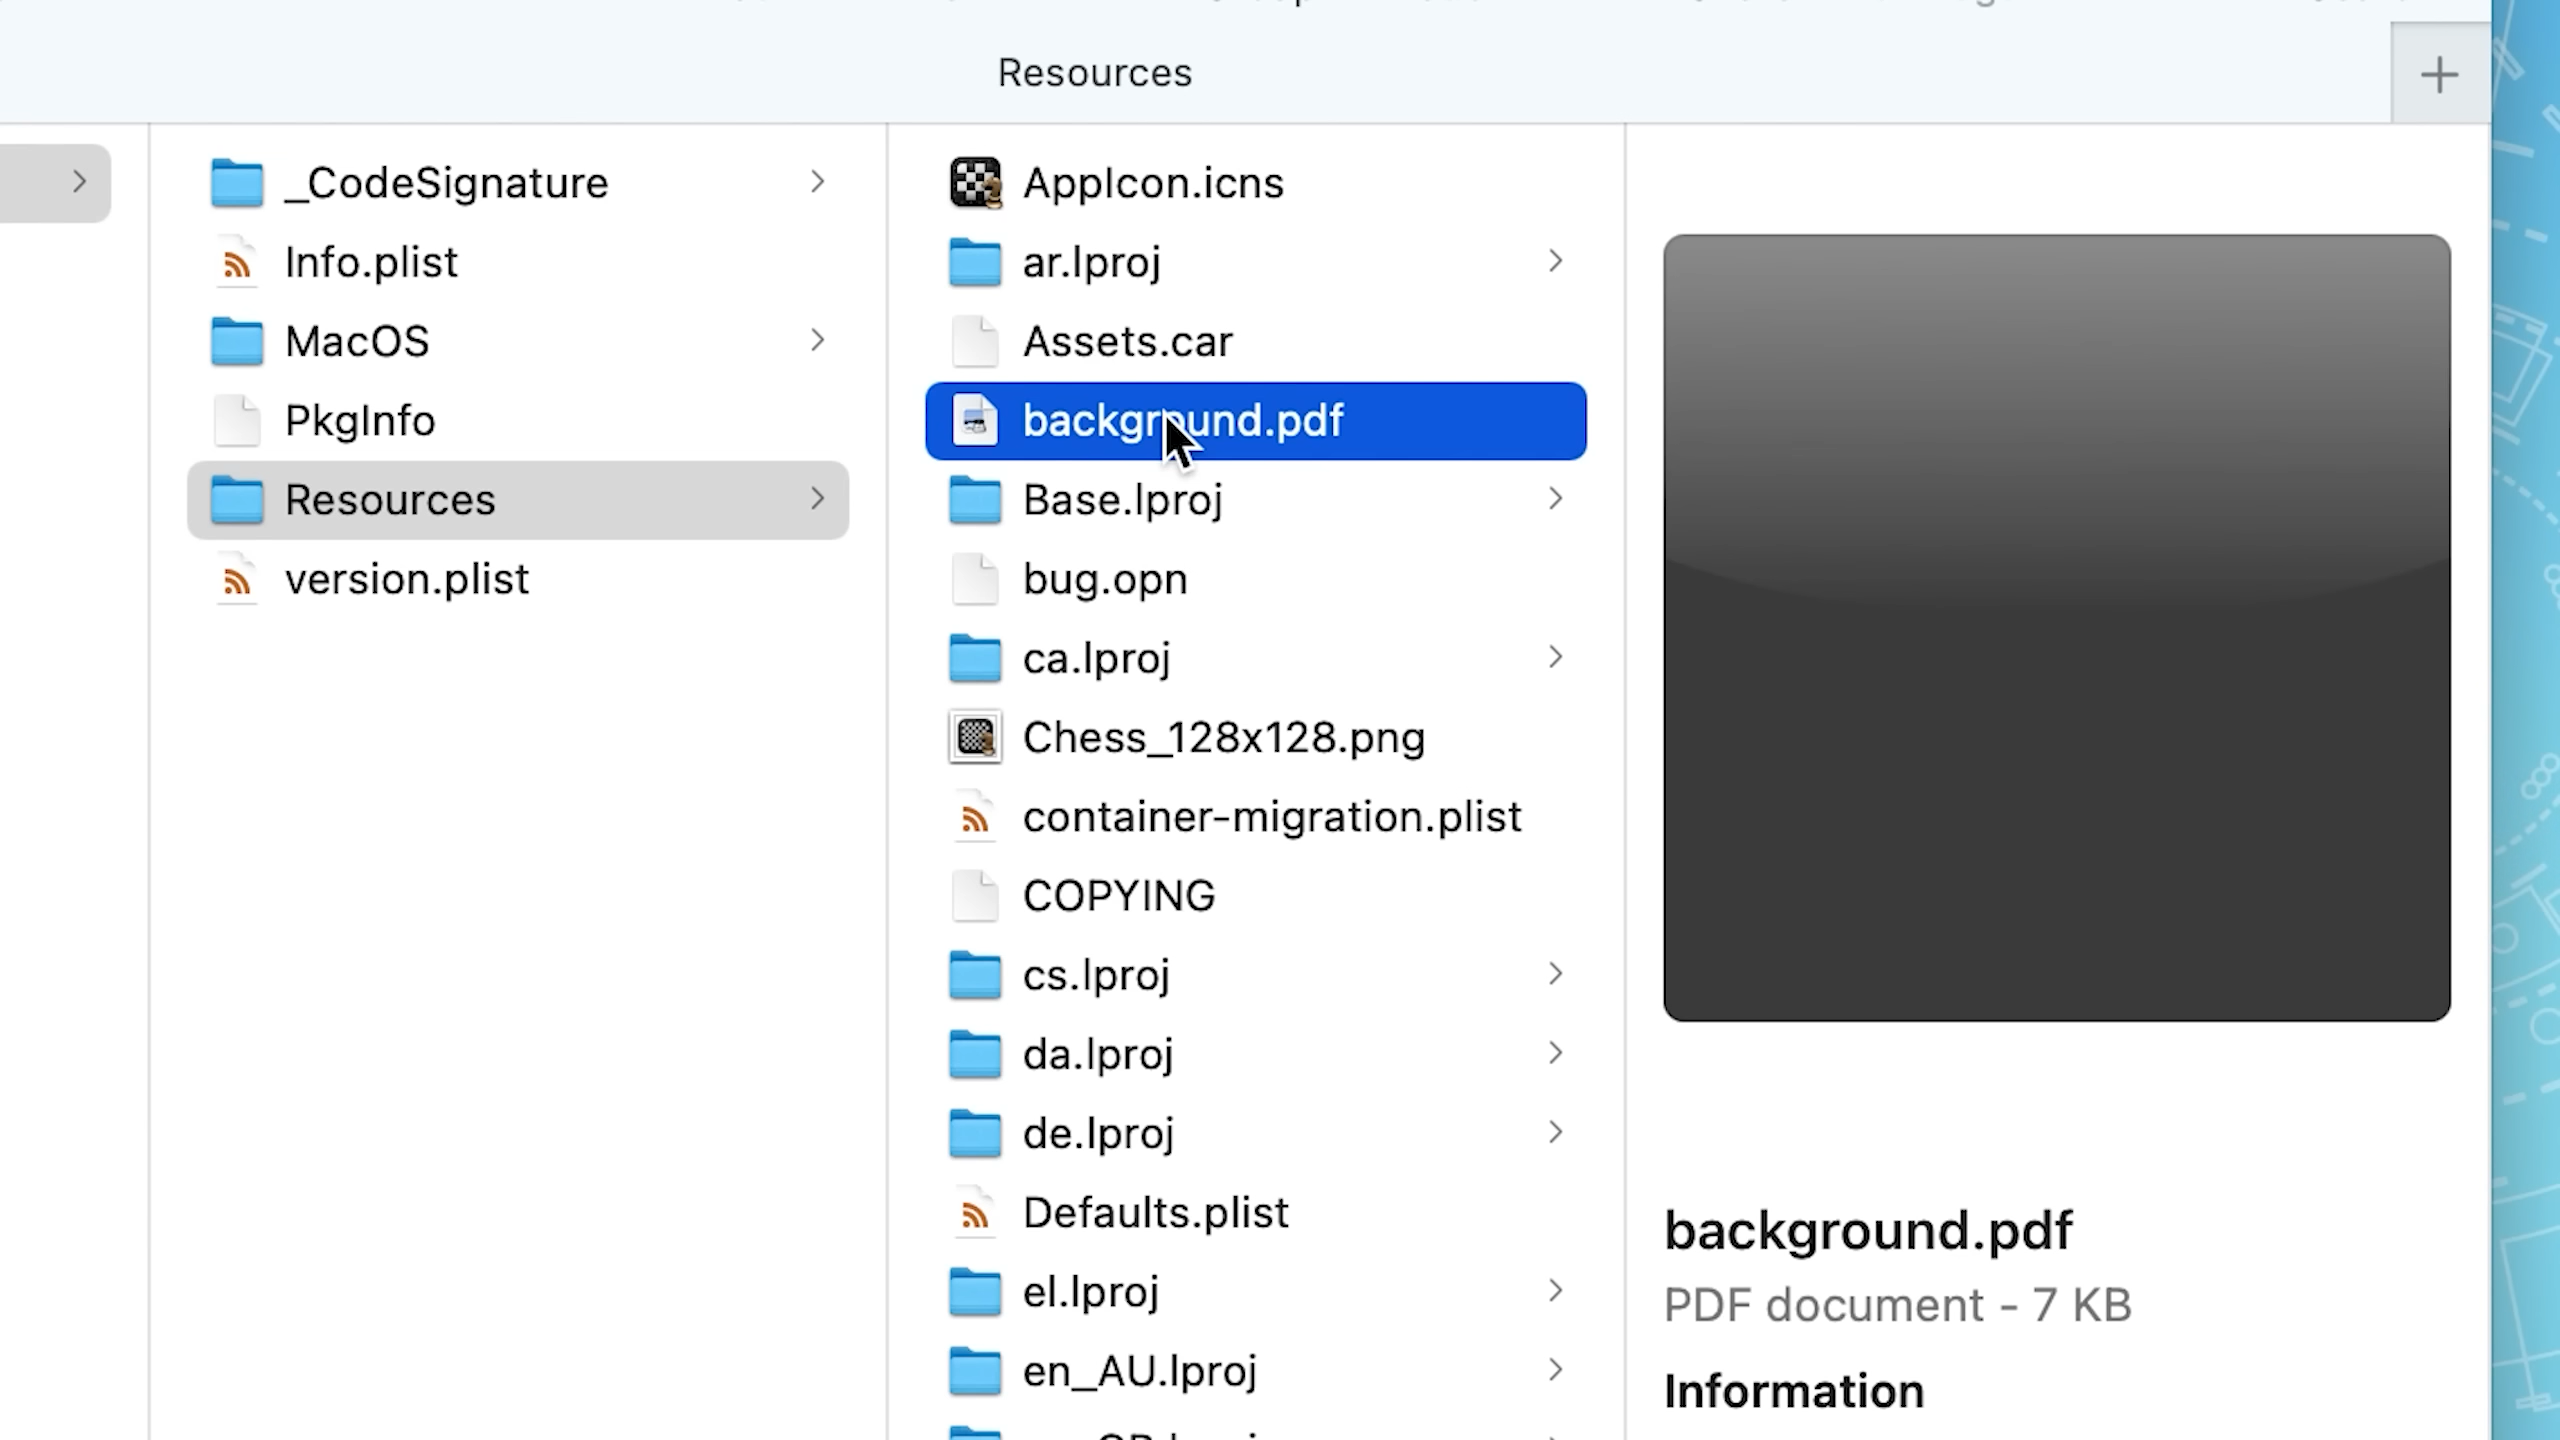 Resources
_CodeSignature
Info.plist
MacOS
PkgInfo
Resources
version.plist
AppIcon.icns
ar.lproj
Assets.car
background.pdf
Base.lproj
bug.opn
ca.lproj
Chess_128x128.png
container-migration.plist
COPYING
cs.lproj
da.lproj
de.lproj
Defaults.plist
el.lproj
en_AU.lproj
background.pdf
PDF document - 7 KB
Information